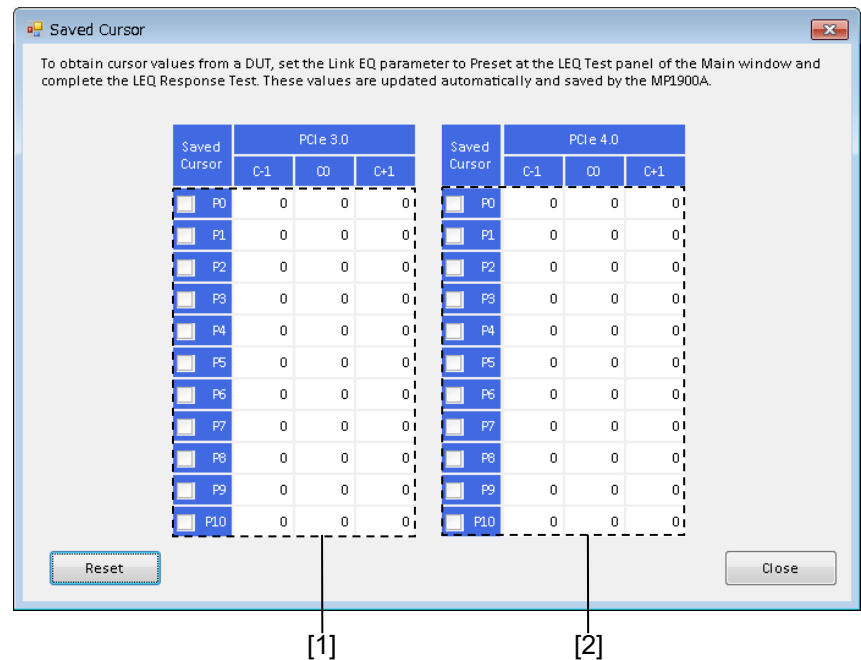 Saved Cursor
To obtain cursor values from a DUT, set the Link EQ parameter to Preset at the LEQ Test panel of the Main window and
complete the LEQ Response Test. These values are updated automatically and saved by the MP1900A.
Saved Cursor PCIe 3.0
C-1 C0 C+1
P0 0 0 0
P1 0 0 0
P2 0 0 0
P3 0 0 0
P4 0 0 0
P5 0 0 0
P6 0 0 0
P7 0 0 0
P8 0 0 0
P9 0 0 0
P10 0 0 0
Saved Cursor PCIe 4.0
C-1 C0 C+1
P0 0 0 0
P1 0 0 0
P2 0 0 0
P3 0 0 0
P4 0 0 0
P5 0 0 0
P6 0 0 0
P7 0 0 0
P8 0 0 0
P9 0 0 0
P10 0 0 0
Reset
Close
[1]
[2]